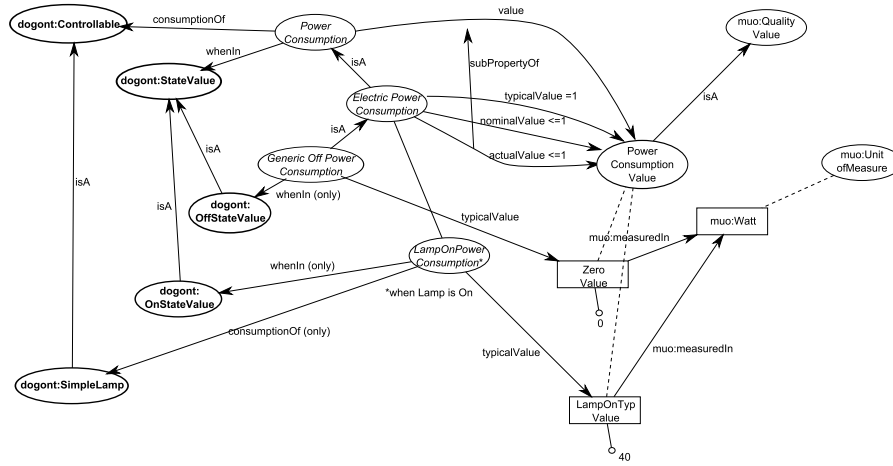 dogont:Controllable
consumptionOf
Power
Consumption
value
muo:Quality
Value
whenIn
dogont:StateValue
isA
subPropertyOf
isA
Electric Power
Consumption
typicalValue =1
nominalValue <=1
actualValue <=1
isA
isA
Generic Off Power
Consumption
Power
Consumption
Value
muo:Unit
ofMeasure
isA
whenIn (only)
dogont:
OffStateValue
isA
typicalValue
muo:Watt
muo:measuredIn
LampOnPower
Consumption*
whenIn (only)
*when Lamp is On
Zero
Value
0
dogont:
OnStateValue
consumptionOf (only)
typicalValue
muo:measuredIn
dogont:SimpleLamp
LampOnTyp
Value
40